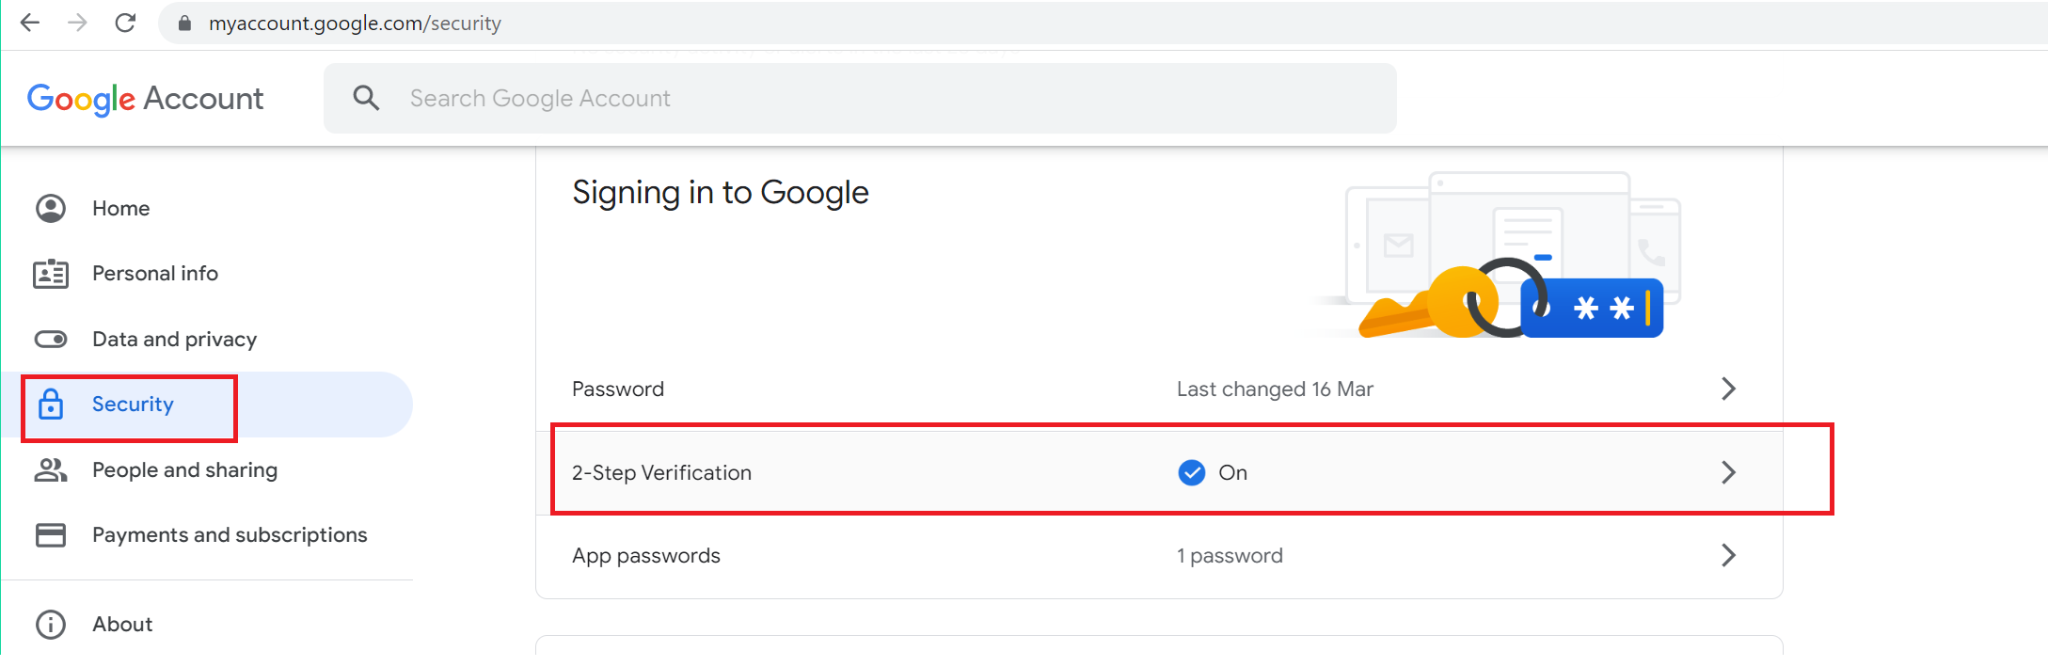 myaccount.google.com/security
Google Account
Search Google Account
Home
Personal info
Data and privacy
Security
People and sharing
Payments and subscriptions
About
Signing in to Google
**
Password Last changed 16 Mar
2-Step Verification On
App passwords 1 password